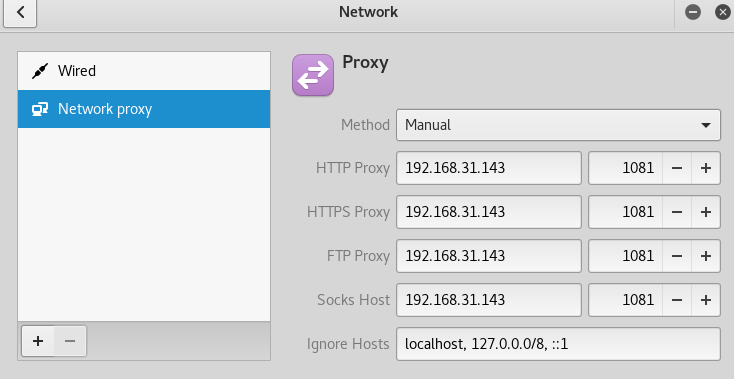 Network
Wired
Network proxy
Proxy
Method Manual
HTTP Proxy 192.168.31.143 1081 − +
HTTPS Proxy 192.168.31.143 1081 − +
FTP Proxy 192.168.31.143 1081 − +
Socks Host 192.168.31.143 1081 − +
Ignore Hosts localhost, 127.0.0.0/8, ::1
+ −